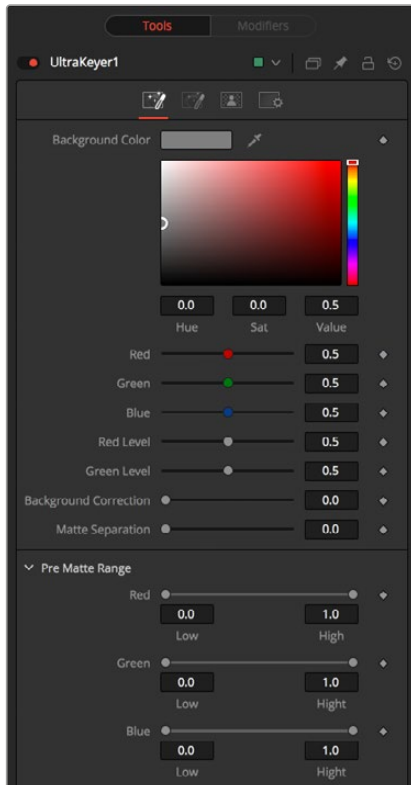 Tools Modifiers
UltraKeyer1
Background Color
0.0 0.0 0.5
Hue Sat Value
Red 0.5
Green 0.5
Blue 0.5
Red Level 0.5
Green Level 0.5
Background Correction 0.0
Matte Separation 0.0
Pre Matte Range
Red
0.0 1.0
Low High
Green
0.0 1.0
Low Hight
Blue
0.0 1.0
Low Hight